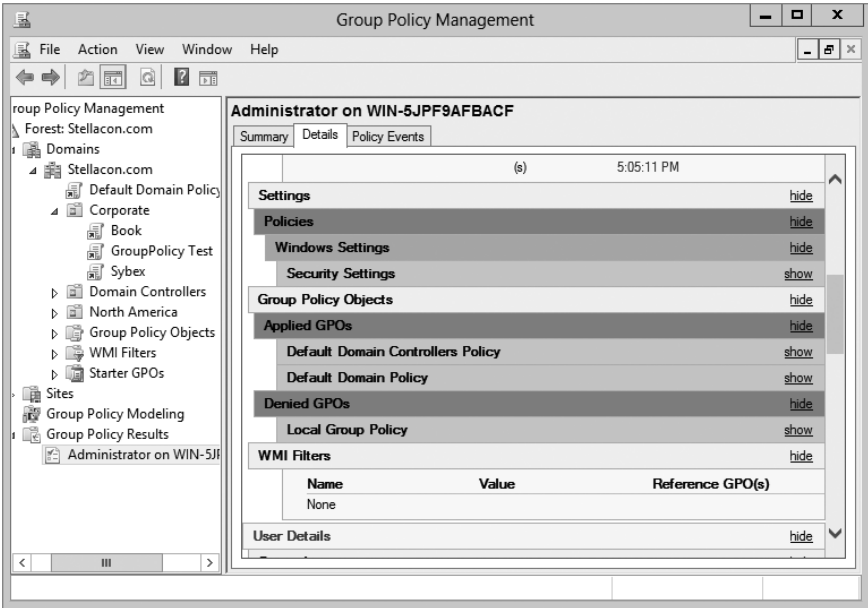 Group Policy Management
File Action View Window Help
roup Policy Management
Forest: Stellacon.com
Domains
Stellacon.com
Default Domain Policy
Corporate
Book
GroupPolicy Test
Sybex
Domain Controllers
North America
Group Policy Objects
WMI Filters
Starter GPOs
Sites
Group Policy Modeling
Group Policy Results
Administrator on WIN-5JF
Administrator on WIN-5JPF9AFBACF
Summary Details Policy Events
(s) 5:05:11 PM
Settings hide
Policies hide
Windows Settings hide
Security Settings show
Group Policy Objects hide
Applied GPOs hide
Default Domain Controllers Policy show
Default Domain Policy show
Denied GPOs hide
Local Group Policy show
WMI Filters hide
Name Value Reference GPO(s)
None
User Details hide